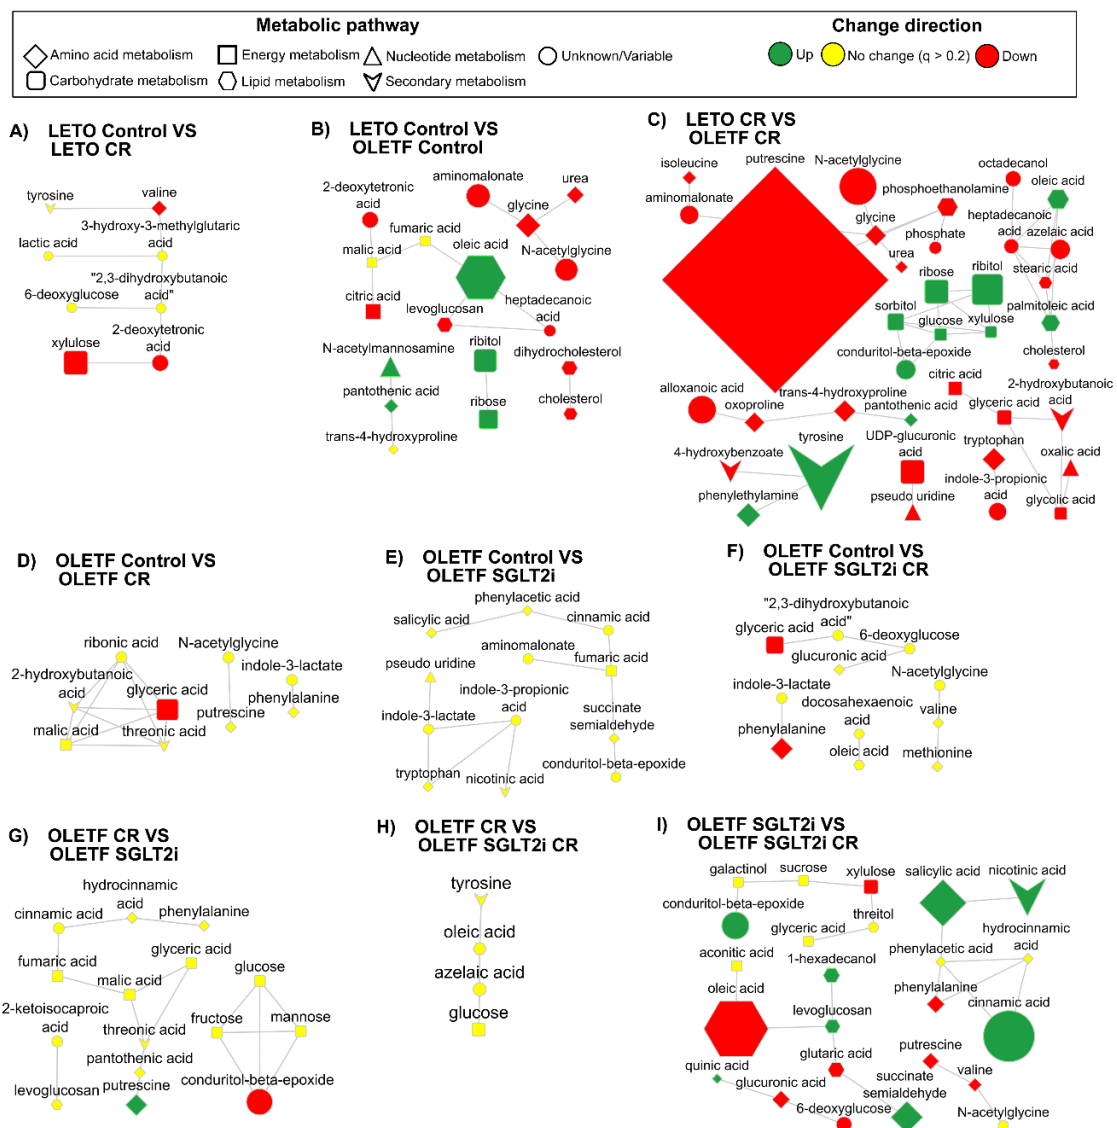 Metabolic pathway
Change direction
Amino acid metabolism
Energy metabolism
Nucleotide metabolism
Unknown/Variable
Carbohydrate metabolism
Lipid metabolism
Secondary metabolism
Up
No change (q > 0.2)
Down
A) LETO Control VS
LETO CR
tyrosine
valine
3-hydroxy-3-methylglutaric
acid
lactic acid
"2,3-dihydroxybutanoic
acid"
6-deoxyglucose
2-deoxytetronic
acid
xylulose
B) LETO Control VS
OLETF Control
2-deoxytetronic
acid
aminomalonate
urea
glycine
fumaric acid
malic acid
oleic acid
N-acetylglycine
citric acid
levoglucosan
heptadecanoic
acid
N-acetylmannosamine
ribitol
dihydrocholesterol
pantothenic acid
ribose
cholesterol
trans-4-hydroxyproline
C) LETO CR VS
OLETF CR
isoleucine
putrescine
N-acetylglycine
octadecanol
oleic acid
aminomalonate
phosphoethanolamine
glycine
heptadecanoic
acid
azelaic acid
phosphate
urea
stearic acid
ribose
ribitol
sorbitol
glucose
xylulose
palmitoleic acid
conduritol-beta-epoxide
cholesterol
citric acid
alloxanoic acid
trans-4-hydroxyproline
2-hydroxybutanoic
acid
oxoproline
pantothenic acid
glyceric acid
4-hydroxybenzoate
tyrosine
UDP-glucuronic
acid
tryptophan
oxalic acid
phenylethylamine
pseudo uridine
indole-3-propionic
acid
glycolic acid
D) OLETF Control VS
OLETF CR
ribonic acid
N-acetylglycine
2-hydroxybutanoic
acid
glyceric acid
indole-3-lactate
phenylalanine
malic acid
threonic acid
putrescine
E) OLETF Control VS
OLETF SGLT2i
phenylacetic acid
salicylic acid
cinnamic acid
aminomalonate
pseudo uridine
fumaric acid
indole-3-propionic
acid
indole-3-lactate
succinate
semialdehyde
tryptophan
nicotinic acid
conduritol-beta-epoxide
F) OLETF Control VS
OLETF SGLT2i CR
"2,3-dihydroxybutanoic
acid"
glyceric acid
6-deoxyglucose
glucuronic acid
N-acetylglycine
indole-3-lactate
docosahexaenoic
acid
valine
phenylalanine
oleic acid
methionine
G) OLETF CR VS
OLETF SGLT2i
hydrocinnamic
acid
cinnamic acid
phenylalanine
fumaric acid
glyceric acid
malic acid
glucose
2-ketoisocaproic
acid
threonic acid
fructose
mannose
pantothenic acid
levoglucosan
putrescine
conduritol-beta-epoxide
H) OLETF CR VS
OLETF SGLT2i CR
tyrosine
oleic acid
azelaic acid
glucose
I) OLETF SGLT2i VS
OLETF SGLT2i CR
galactinol
sucrose
xylulose
salicylic acid
nicotinic acid
conduritol-beta-epoxide
threitol
glyceric acid
hydrocinnamic
acid
aconitic acid
1-hexadecanol
phenylacetic acid
oleic acid
phenylalanine
levoglucosan
cinnamic acid
quinic acid
glutaric acid
putrescine
glucuronic acid
succinate
semialdehyde
valine
6-deoxyglucose
N-acetylglycine